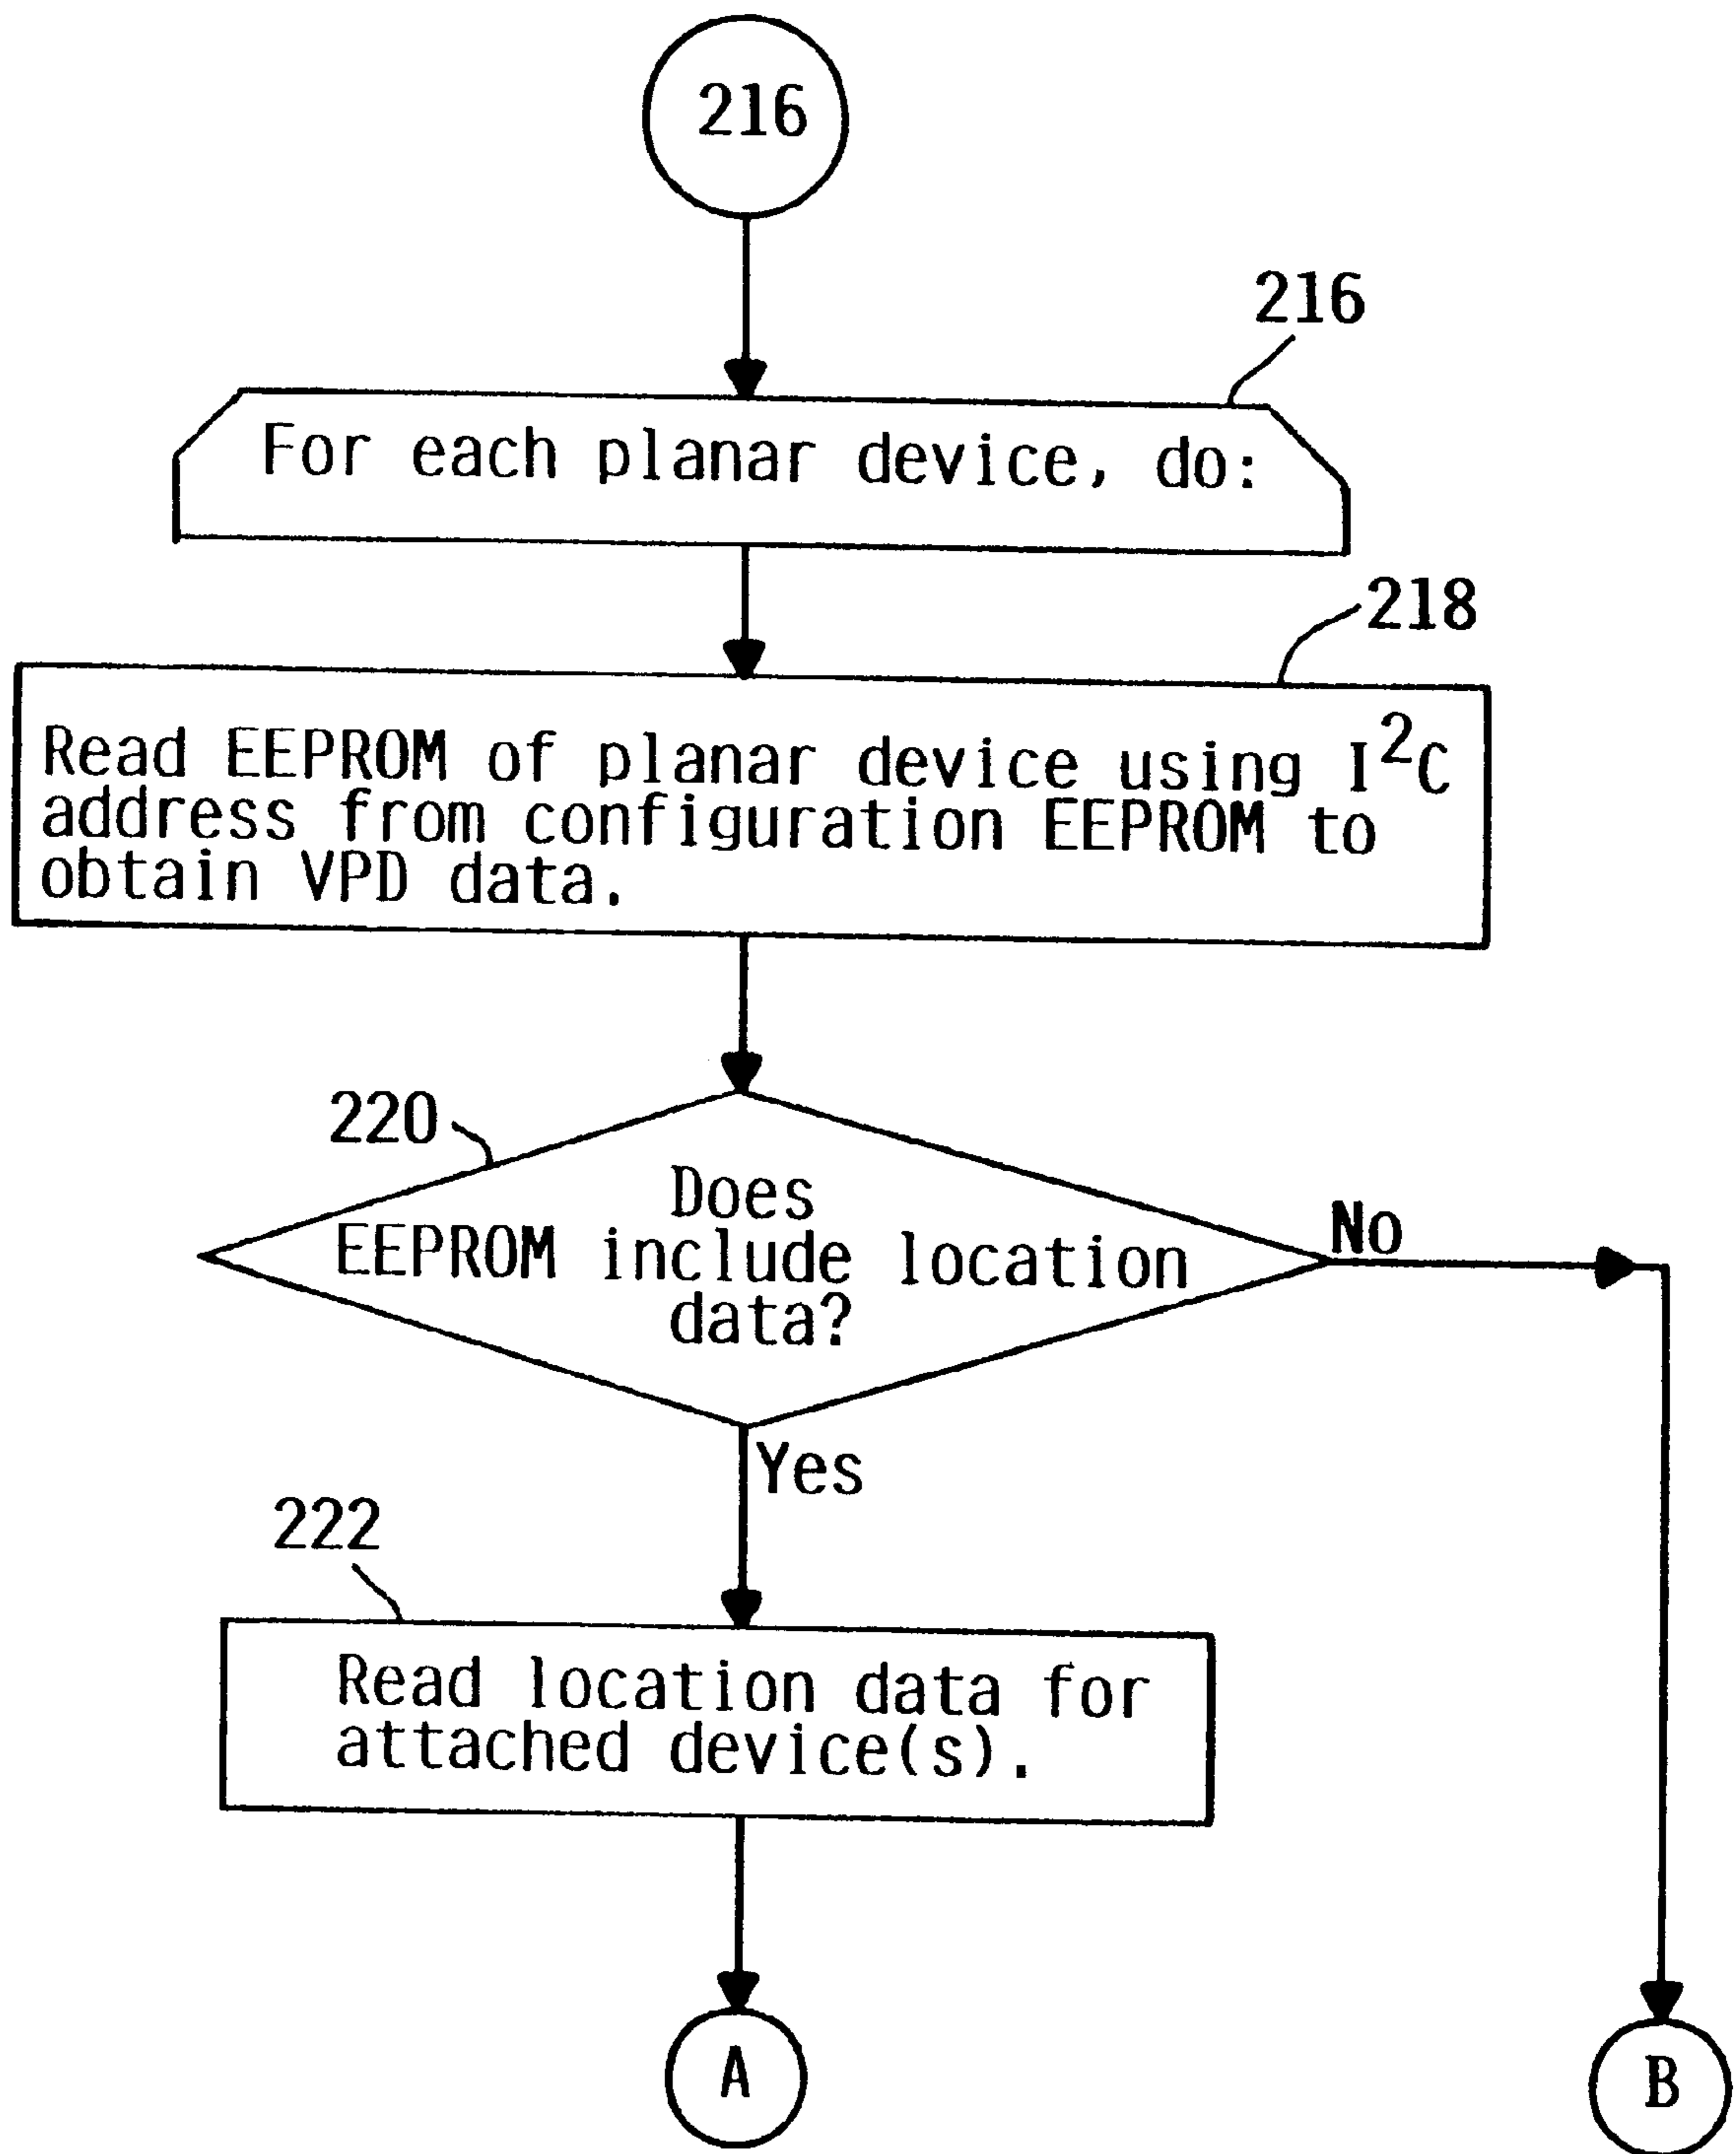 216
216
For each planar device, do:
218
Read EEPROM of planar device using I²C
address from configuration EEPROM to
obtain VPD data.
220
Does
EEPROM include location
data?
No
Yes
222
Read location data for
attached device(s).
A
B